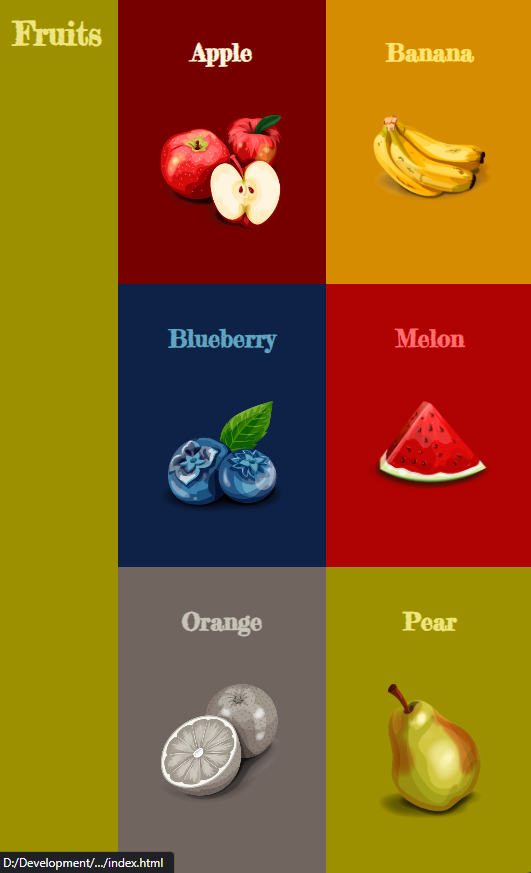 Fruits
Apple
Banana
Blueberry
Melon
Orange
Pear
D:/Development/.../index.html